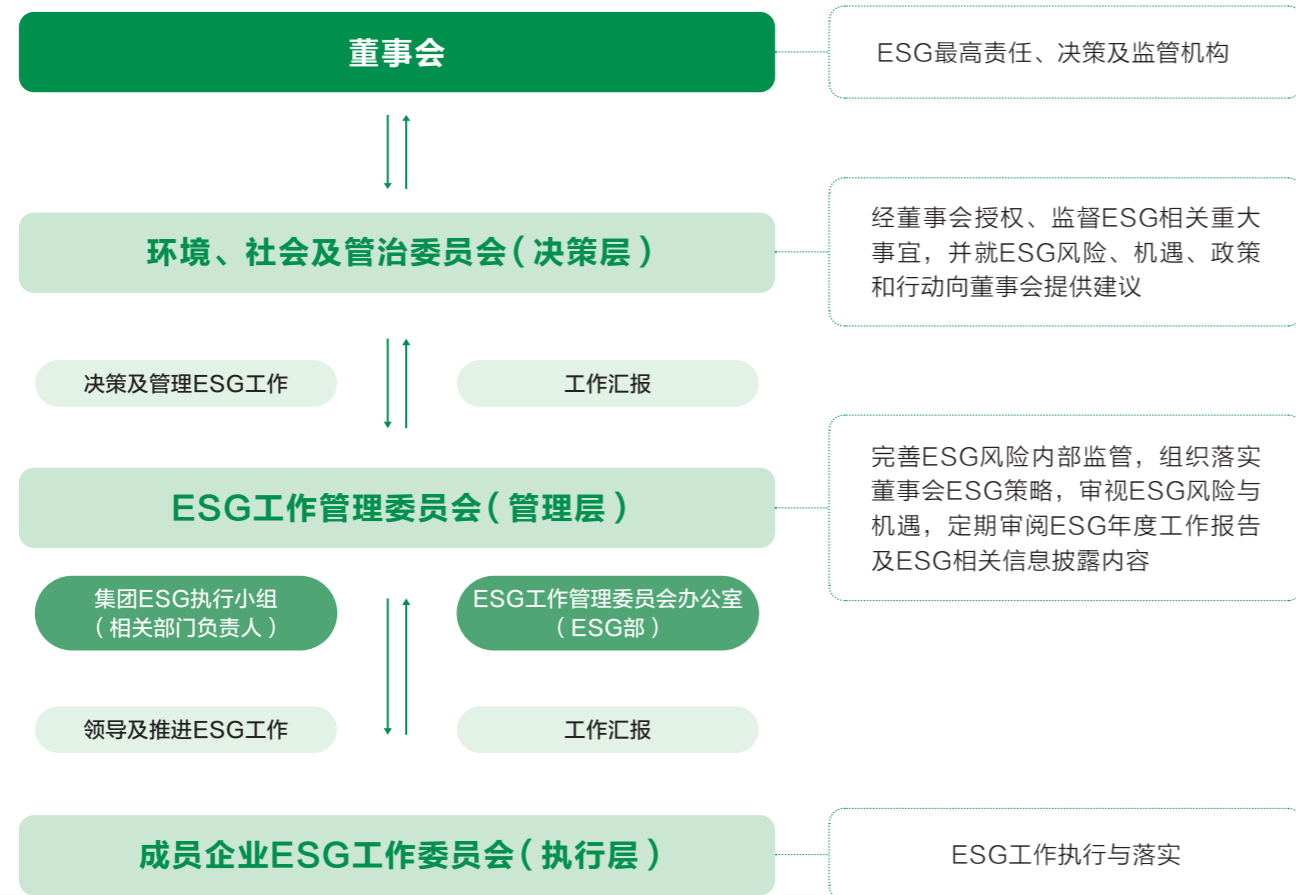 董事会
ESG最高责任、决策及监管机构
环境、社会及管治委员会（决策层）
经董事会授权、监督ESG相关重大
事宜，并就ESG风险、机遇、政策
和行动向董事会提供建议
决策及管理ESG工作
工作汇报
ESG工作管理委员会（管理层）
完善ESG风险内部监管，组织落实
董事会ESG策略，审视ESG风险与
机遇，定期审阅ESG年度工作报告
及ESG相关信息披露内容
集团ESG执行小组
（相关部门负责人）
ESG工作管理委员会办公室
（ESG部）
领导及推进ESG工作
工作汇报
成员企业ESG工作委员会（执行层）
ESG工作执行与落实